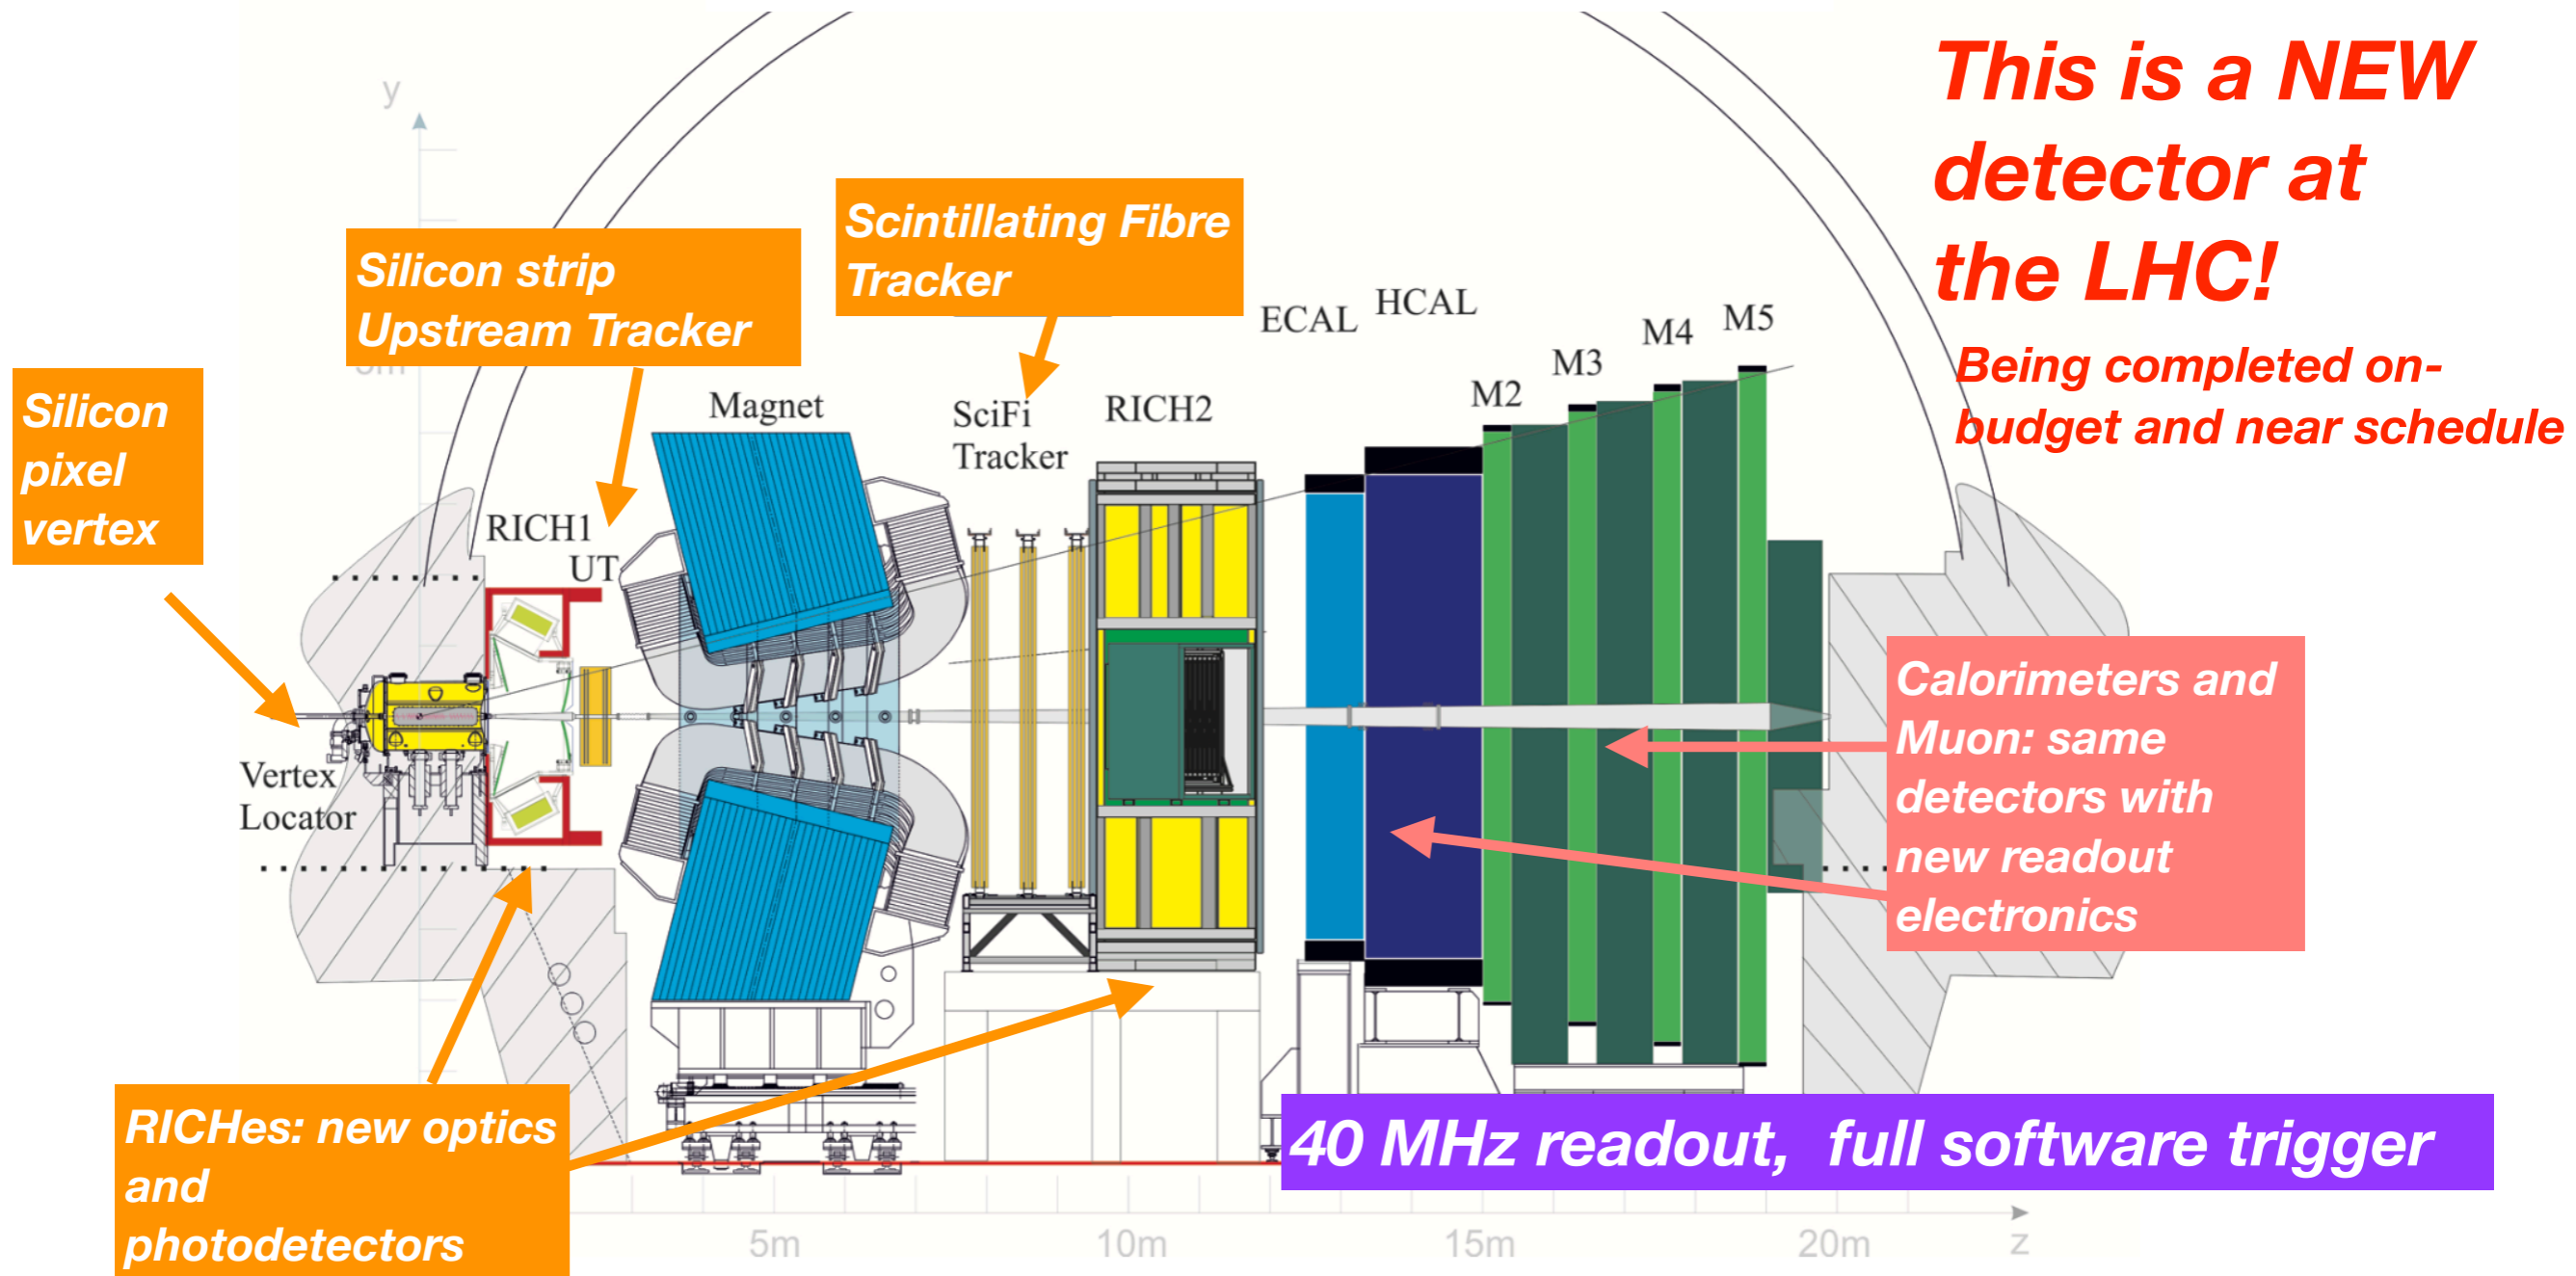 This is a NEW
detector at
the LHC!
Being completed on-
budget and near schedule
y
Scintillating Fibre
Tracker
Silicon strip
Upstream Tracker
5m
Silicon
pixel
vertex
ECAL
HCAL
M2
M3
M4
M5
Magnet
SciFi
Tracker
RICH2
RICH1
UT
Vertex
Locator
Calorimeters and
Muon: same
detectors with
new readout
electronics
RICHes: new optics
and
photodetectors
40 MHz readout, full software trigger
5m
10m
15m
20m
z